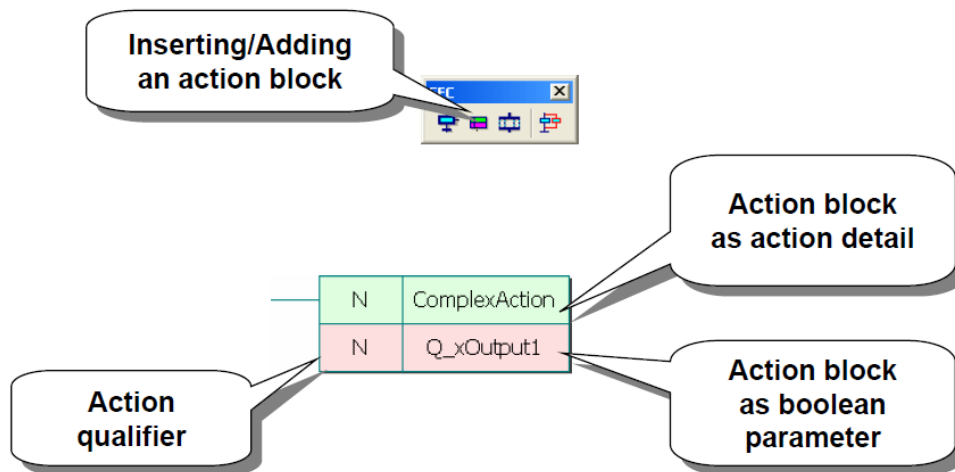 Inserting/Adding
an action block
SFC
Action block
as action detail
N ComplexAction
N Q_xOutput1
Action
qualifier
Action block
as boolean
parameter